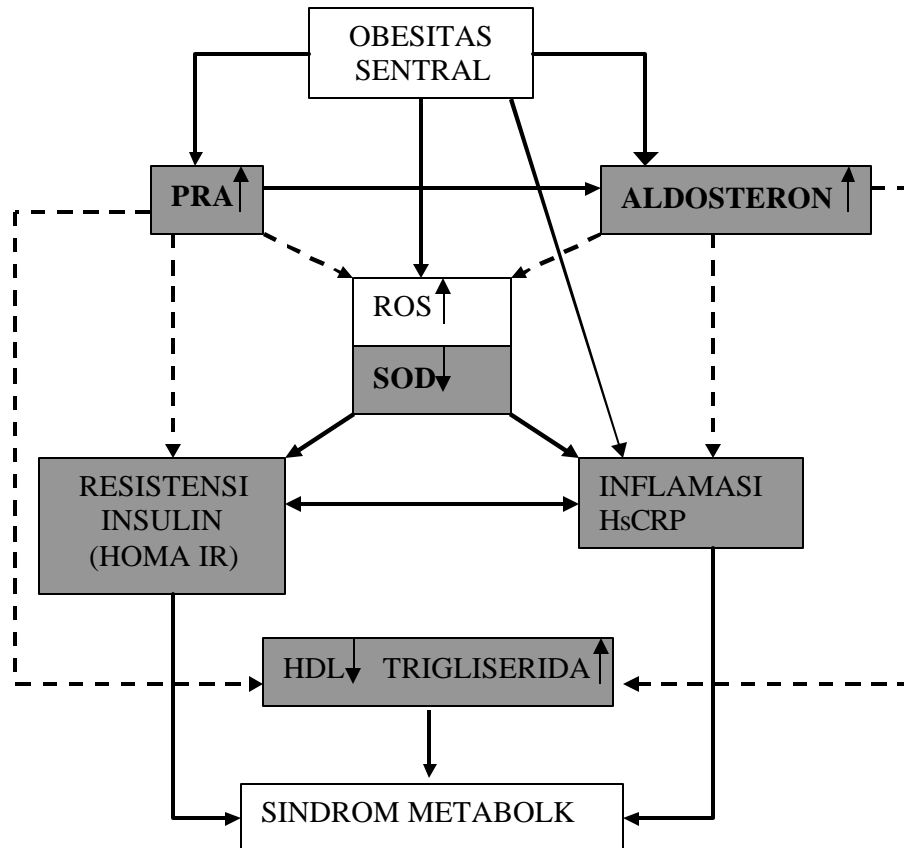 OBESITAS
SENTRAL
PRA
ALDOSTERON
ROS
SOD
RESISTENSI
INSULIN
(HOMA IR)
INFLAMASI
HsCRP
HDL TRIGLISERIDA
SINDROM METABOLK